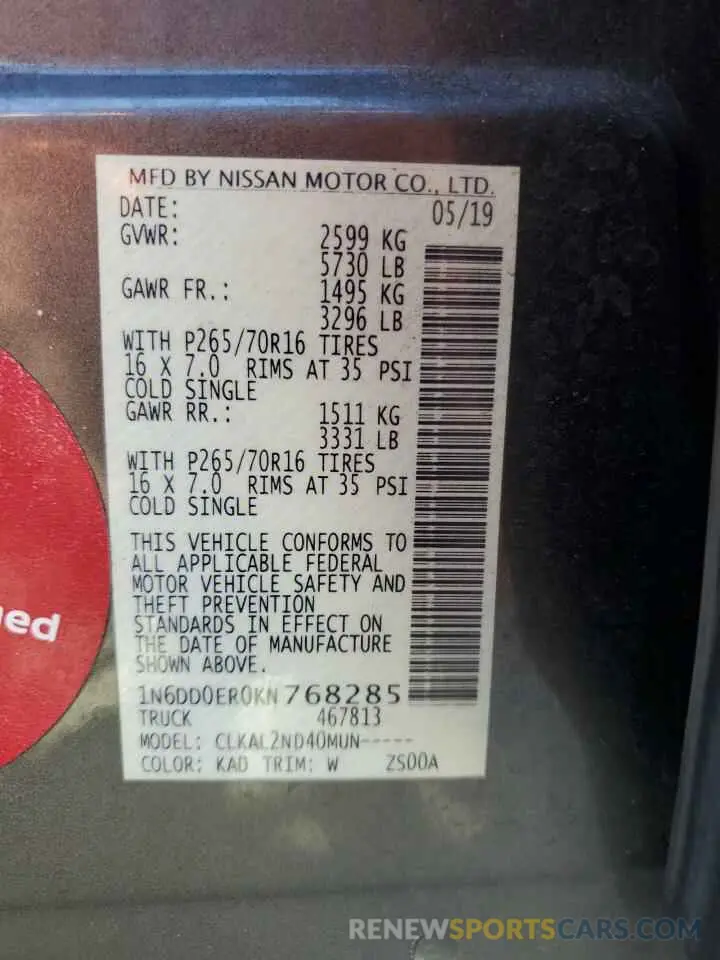 MFD BY NISSAN MOTOR CO., LTD.
DATE: 05/19
GVWR: 2599 KG
5730 LB
GAWR FR.: 1495 KG
3296 LB
WITH P265/70R16 TIRES
16 X 7.0 RIMS AT 35 PSI
COLD SINGLE
GAWR RR.: 1511 KG
3331 LB
WITH P265/70R16 TIRES
16 X 7.0 RIMS AT 35 PSI
COLD SINGLE
THIS VEHICLE CONFORMS TO
ALL APPLICABLE FEDERAL
MOTOR VEHICLE SAFETY AND
THEFT PREVENTION
STANDARDS IN EFFECT ON
THE DATE OF MANUFACTURE
SHOWN ABOVE.
1N6DD0ER0KN768285
TRUCK 467813
MODEL: CLKAL2ND40MUN-----
COLOR: KAD TRIM: W ZS00A
RENEWSPORTSCARS.COM